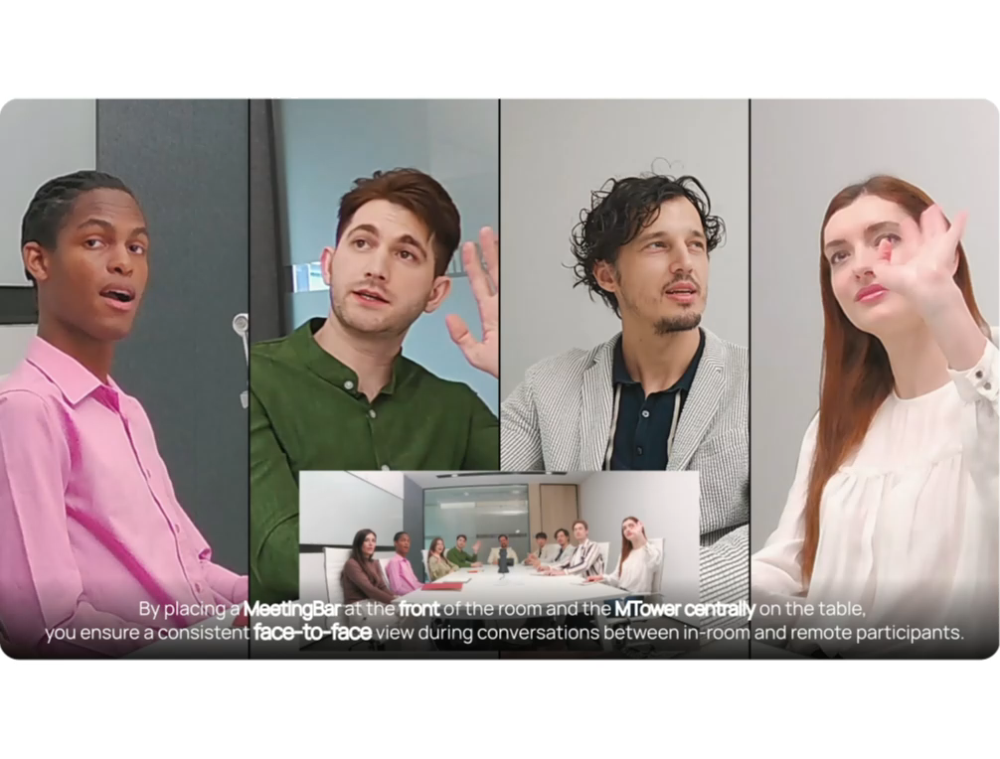 By placing a MeetingBar at the front of the room and the MTower centrally on the table,
you ensure a consistent face-to-face view during conversations between in-room and remote participants.